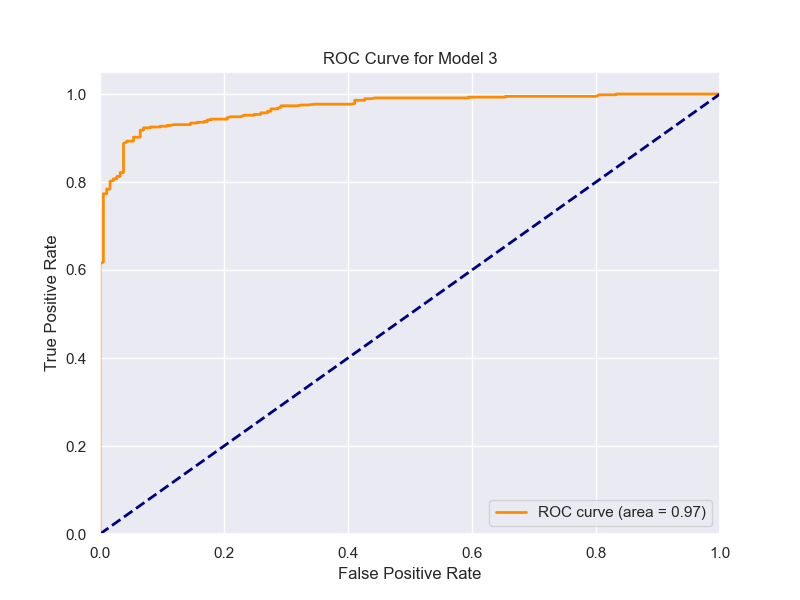 ROC Curve for Model 3
1.0
0.8
0.6
0.4
0.2
0.0
True Positive Rate
ROC curve (area = 0.97)
0.0 0.2 0.4 0.6 0.8 1.0
False Positive Rate